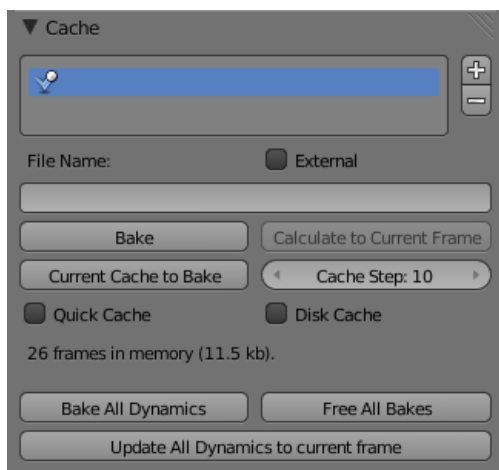 Cache
File Name:
External
Bake
Calculate to Current Frame
Current Cache to Bake
Cache Step: 10
Quick Cache
Disk Cache
26 frames in memory (11.5 kb).
Bake All Dynamics
Free All Bakes
Update All Dynamics to current frame